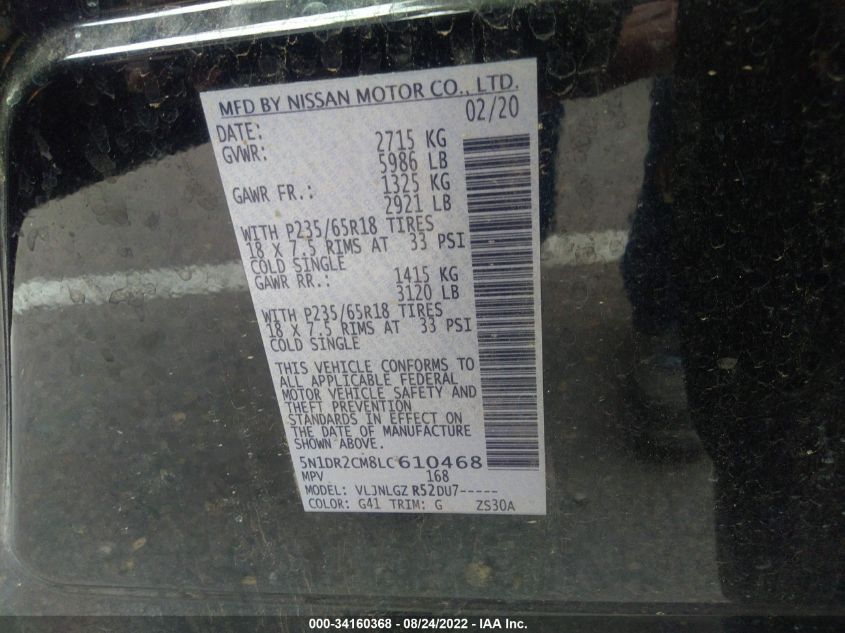 MFD BY NISSAN MOTOR CO., LTD.
DATE: 02/20
GVWR: 2715 KG
5986 LB
GAWR FR.: 1325 KG
2921 LB
WITH P235/65R18 TIRES
18 X 7.5 RIMS AT 33 PSI
COLD SINGLE
GAWR RR.: 1415 KG
3120 LB
WITH P235/65R18 TIRES
18 X 7.5 RIMS AT 33 PSI
COLD SINGLE
THIS VEHICLE CONFORMS TO
ALL APPLICABLE FEDERAL
MOTOR VEHICLE SAFETY AND
THEFT PREVENTION
STANDARDS IN EFFECT ON
THE DATE OF MANUFACTURE
SHOWN ABOVE.
5N1DR2CM8LC610468
MPV 168
MODEL: VLJNLGZ R52DU7-----
COLOR: G41 TRIM: G ZS30A
000-34160368 - 08/24/2022 - IAA Inc.